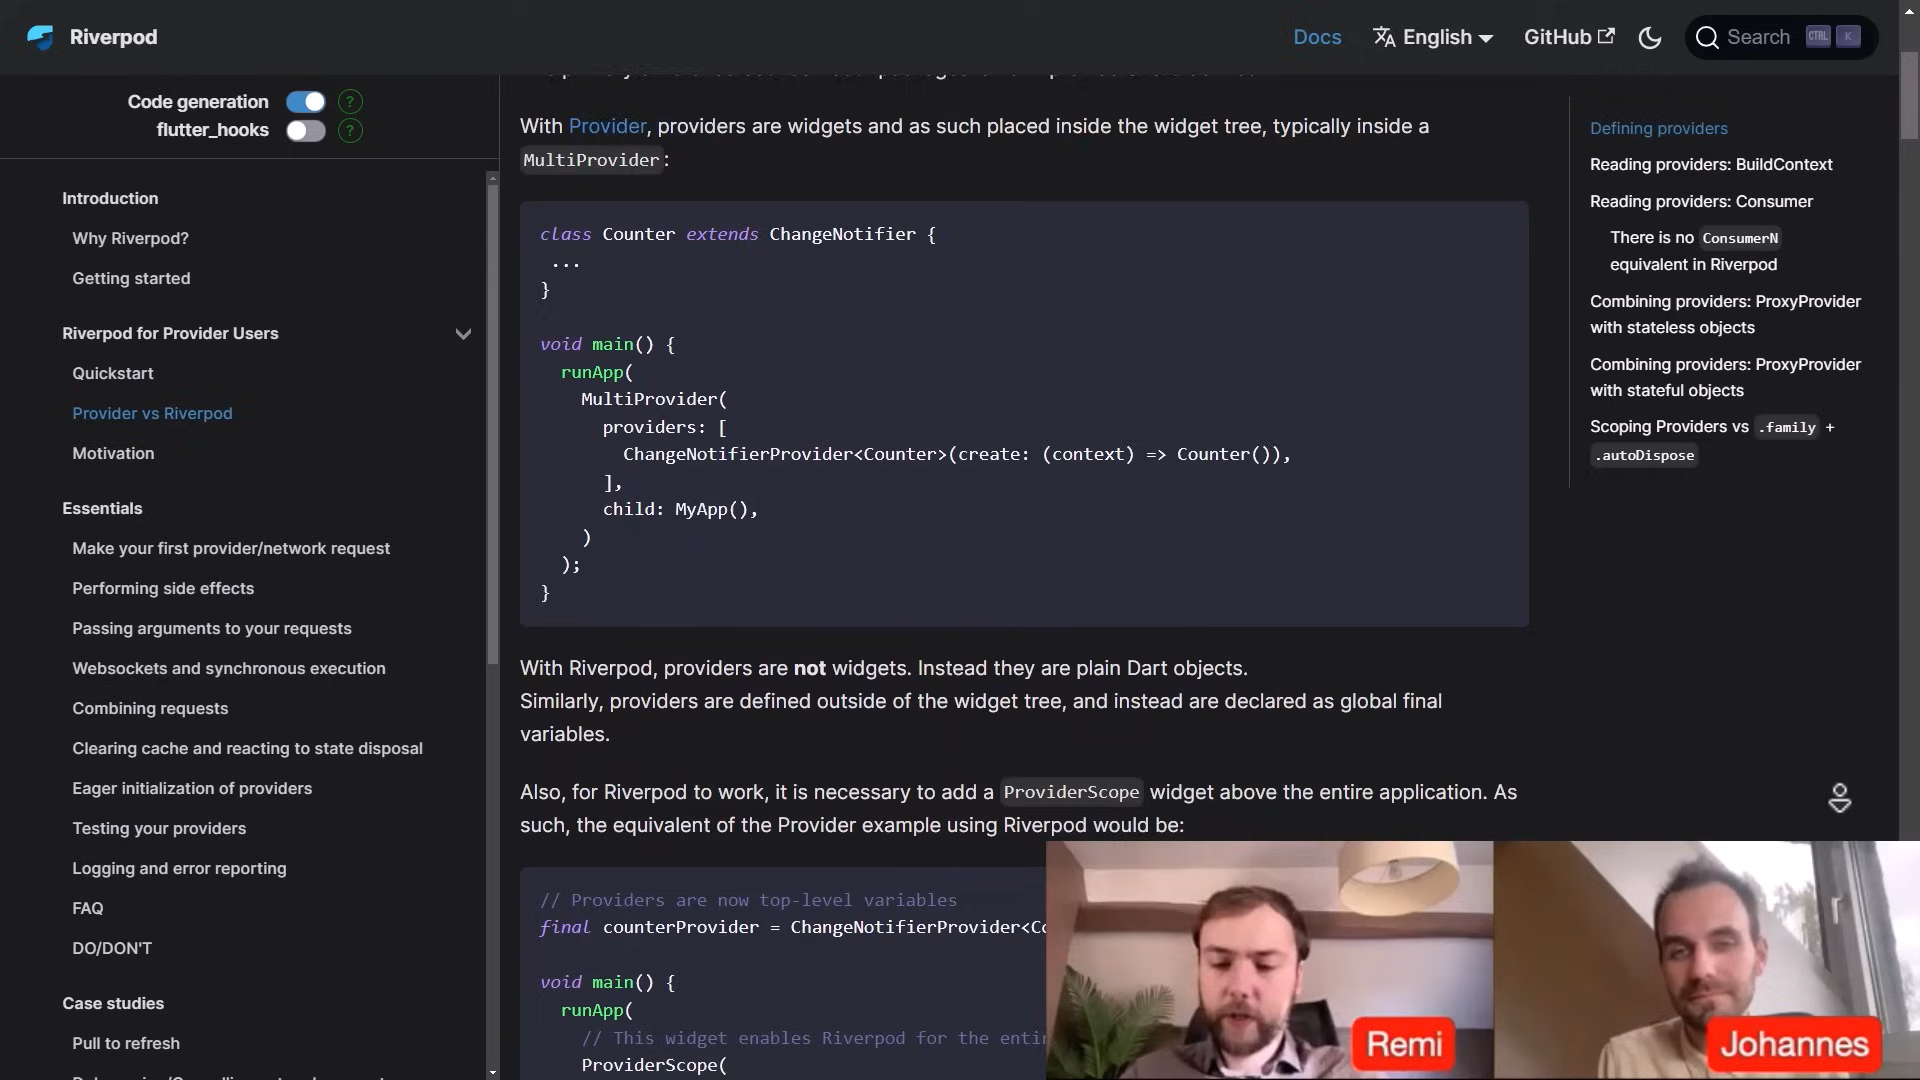 Riverpod
Docs
English
GitHub
Search
CTRL K
Code generation
?
flutter_hooks
?
Introduction
Why Riverpod?
Getting started
Riverpod for Provider Users
Quickstart
Provider vs Riverpod
Motivation
Essentials
Make your first provider/network request
Performing side effects
Passing arguments to your requests
Websockets and synchronous execution
Combining requests
Clearing cache and reacting to state disposal
Eager initialization of providers
Testing your providers
Logging and error reporting
FAQ
DO/DON'T
Case studies
Pull to refresh
With Provider, providers are widgets and as such placed inside the widget tree, typically inside a
MultiProvider:
class Counter extends ChangeNotifier {
...
}
void main() {
runApp(
MultiProvider(
providers: [
ChangeNotifierProvider<Counter>(create: (context) => Counter()),
],
child: MyApp(),
)
);
}
With Riverpod, providers are not widgets. Instead they are plain Dart objects.
Similarly, providers are defined outside of the widget tree, and instead are declared as global final
variables.
Also, for Riverpod to work, it is necessary to add a ProviderScope widget above the entire application. As
such, the equivalent of the Provider example using Riverpod would be:
// Providers are now top-level variables
final counterProvider = ChangeNotifierProvider<Co
void main() {
runApp(
// This widget enables Riverpod for the enti
ProviderScope(
Defining providers
Reading providers: BuildContext
Reading providers: Consumer
There is no ConsumerN
equivalent in Riverpod
Combining providers: ProxyProvider
with stateless objects
Combining providers: ProxyProvider
with stateful objects
Scoping Providers vs .family +
.autoDispose
Remi
Johannes